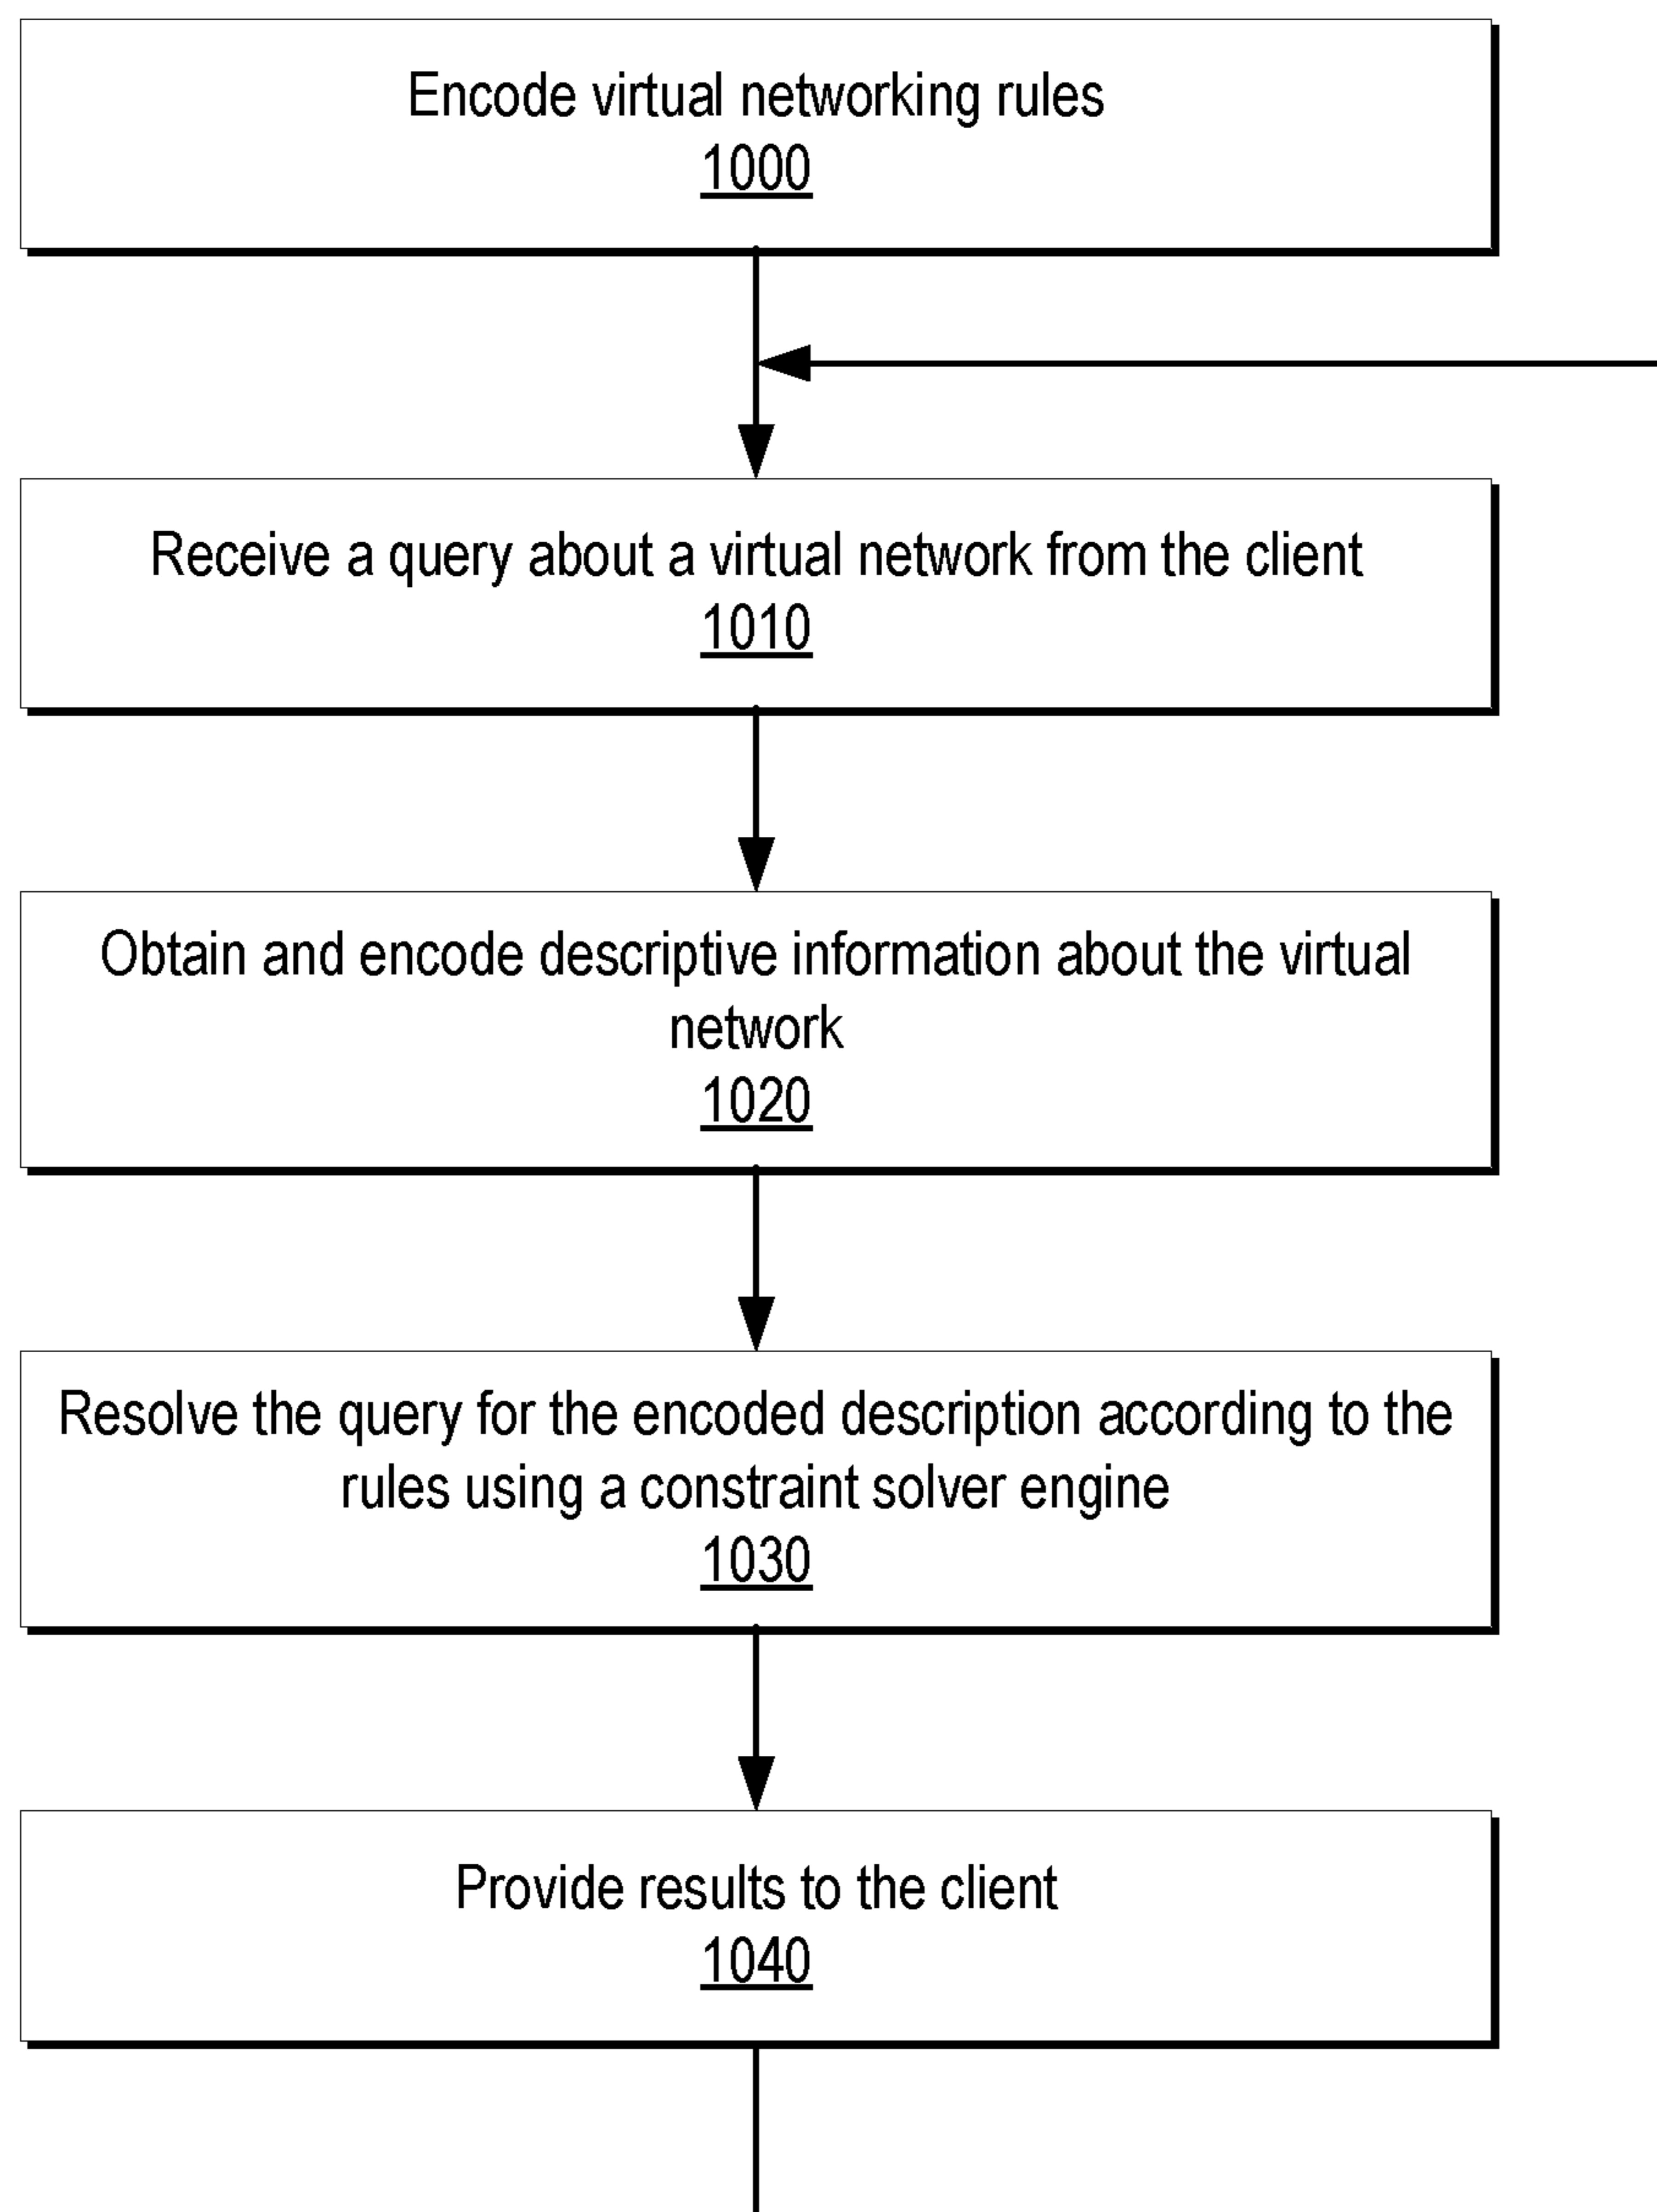 Encode virtual networking rules
1000
Receive a query about a virtual network from the client
1010
Obtain and encode descriptive information about the virtual
network
1020
Resolve the query for the encoded description according to the
rules using a constraint solver engine
1030
Provide results to the client
1040